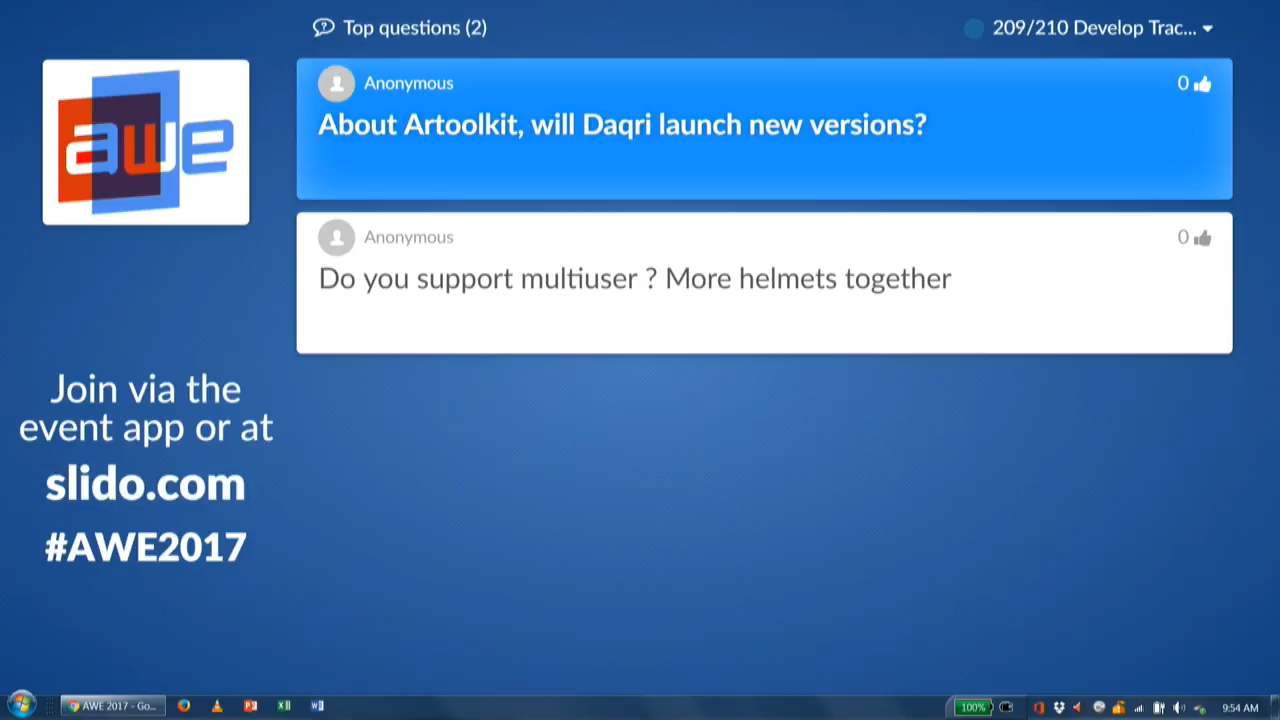 Top questions (2)
209/210 Develop Trac...
awe
Anonymous
0
About Artoolkit, will Daqri launch new versions?
Anonymous
0
Do you support multiuser ? More helmets together
Join via the
event app or at
slido.com
#AWE2017
AWE 2017 - Go...
100%
9:54 AM